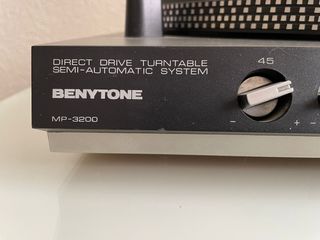 DIRECT DRIVE TURNTABLE
SEMI-AUTOMATIC SYSTEM
45
BENYTONE
MP-3200
- + -